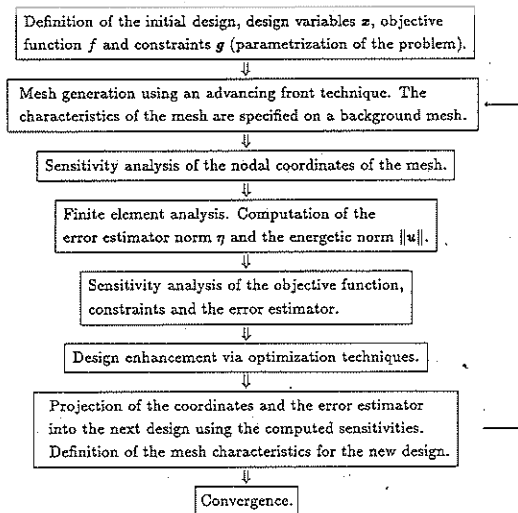 Definition of the initial design, design variables x, objective
function f and constraints g (parametrization of the problem).
⇓
Mesh generation using an advancing front technique. The
characteristics of the mesh are specified on a background mesh.
⇓
Sensitivity analysis of the nodal coordinates of the mesh.
⇓
Finite element analysis. Computation of the
error estimator norm η and the energetic norm ‖u‖.
⇓
Sensitivity analysis of the objective function,
constraints and the error estimator.
⇓
Design enhancement via optimization techniques.
⇓
Projection of the coordinates and the error estimator
into the next design using the computed sensitivities.
Definition of the mesh characteristics for the new design.
⇓
Convergence.